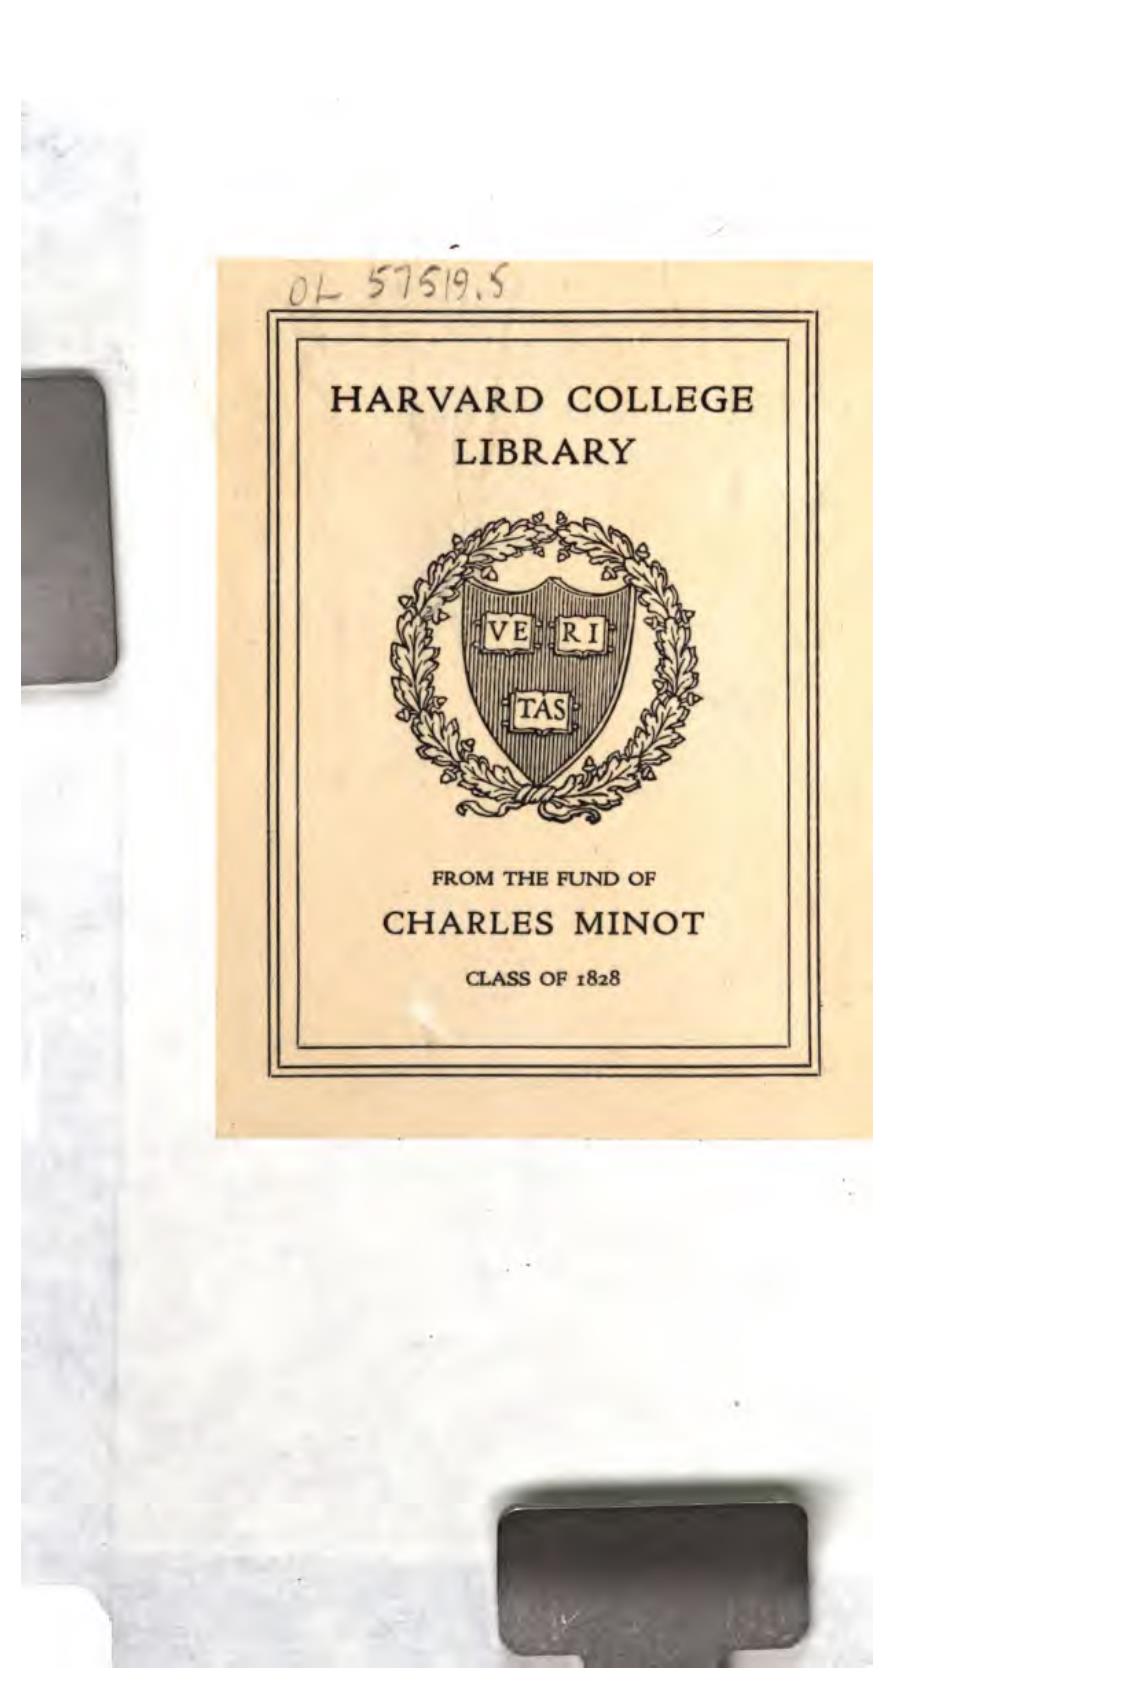 OL 57519.5
HARVARD COLLEGE
LIBRARY
VE RI
TAS
FROM THE FUND OF
CHARLES MINOT
CLASS OF 1828